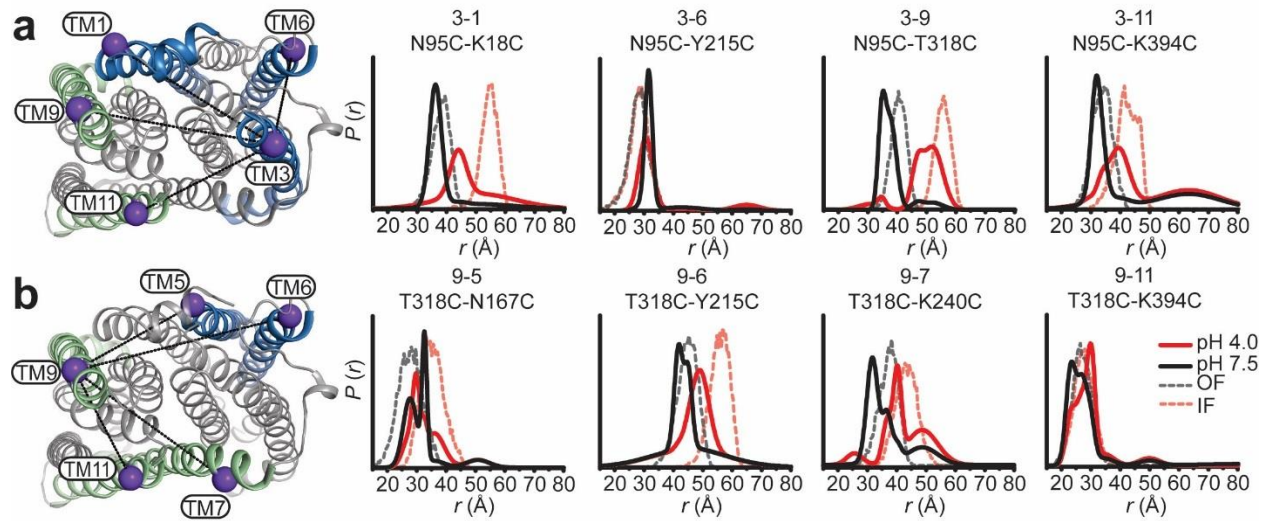 a
TM1
TM6
TM9
TM3
TM11
3-1
N95C-K18C
3-6
N95C-Y215C
3-9
N95C-T318C
3-11
N95C-K394C
P (r)
20 30 40 50 60 70 80
20 30 40 50 60 70 80
20 30 40 50 60 70 80
20 30 40 50 60 70 80
r (Å)
r (Å)
r (Å)
r (Å)
b
TM5
TM6
TM9
TM11
TM7
9-5
T318C-N167C
9-6
T318C-Y215C
9-7
T318C-K240C
9-11
T318C-K394C
P (r)
pH 4.0
pH 7.5
OF
IF
20 30 40 50 60 70 80
20 30 40 50 60 70 80
20 30 40 50 60 70 80
20 30 40 50 60 70 80
r (Å)
r (Å)
r (Å)
r (Å)